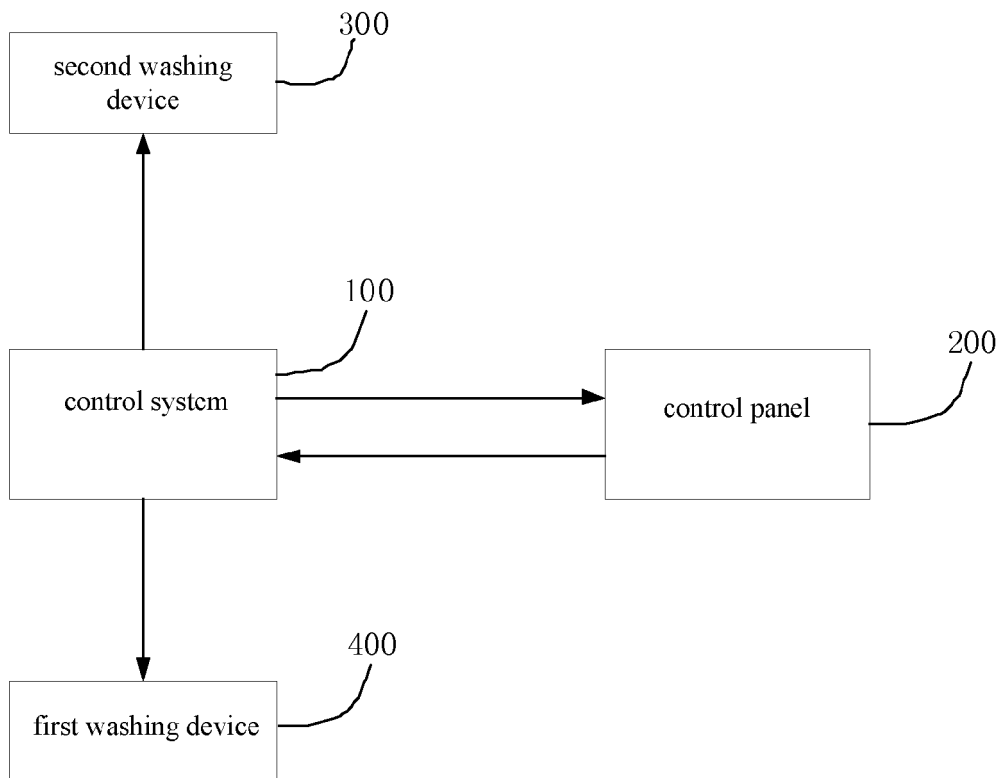 300
second washing
device
100
control system
200
control panel
400
first washing device